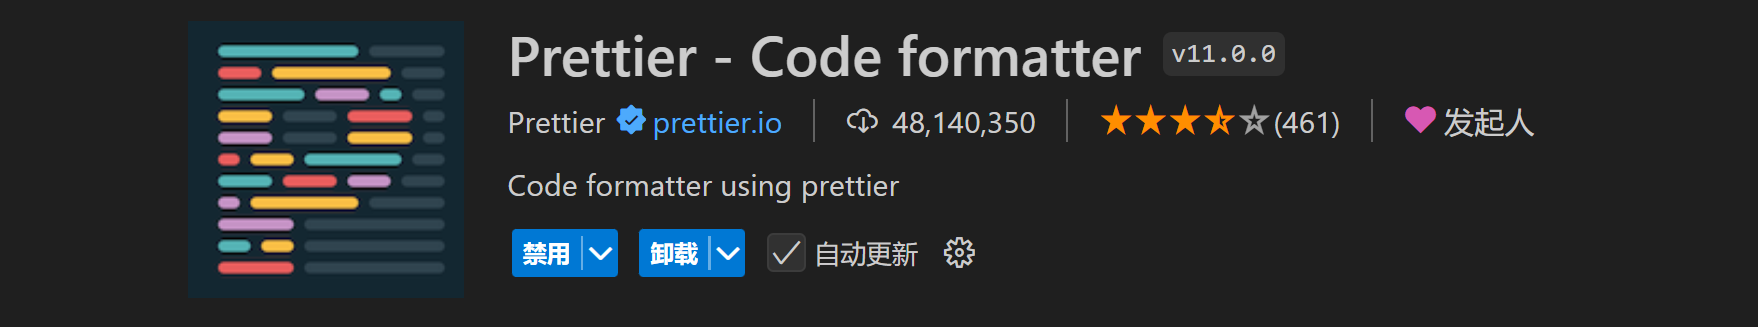 Prettier - Code formatter v11.0.0
Prettier prettier.io 48,140,350 (461) 发起人
Code formatter using prettier
禁用 卸载 自动更新